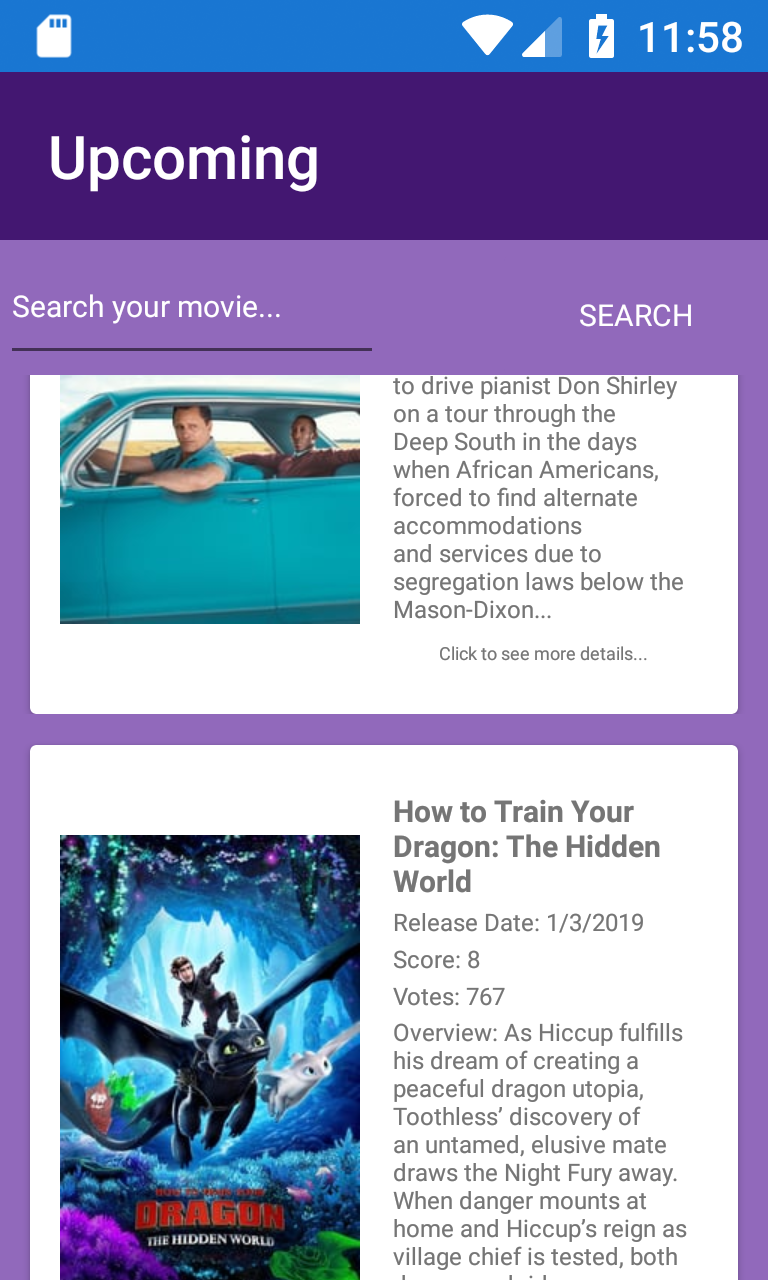 11:58
Upcoming
Search your movie...
SEARCH
to drive pianist Don Shirley
on a tour through the
Deep South in the days
when African Americans,
forced to find alternate
accommodations
and services due to
segregation laws below the
Mason-Dixon...
Click to see more details...
How to Train Your
Dragon: The Hidden
World
Release Date: 1/3/2019
Score: 8
Votes: 767
Overview: As Hiccup fulfills
his dream of creating a
peaceful dragon utopia,
Toothless’ discovery of
an untamed, elusive mate
draws the Night Fury away.
When danger mounts at
home and Hiccup’s reign as
village chief is tested, both
HOW TO TRAIN YOUR
DRAGON
THE HIDDEN WORLD